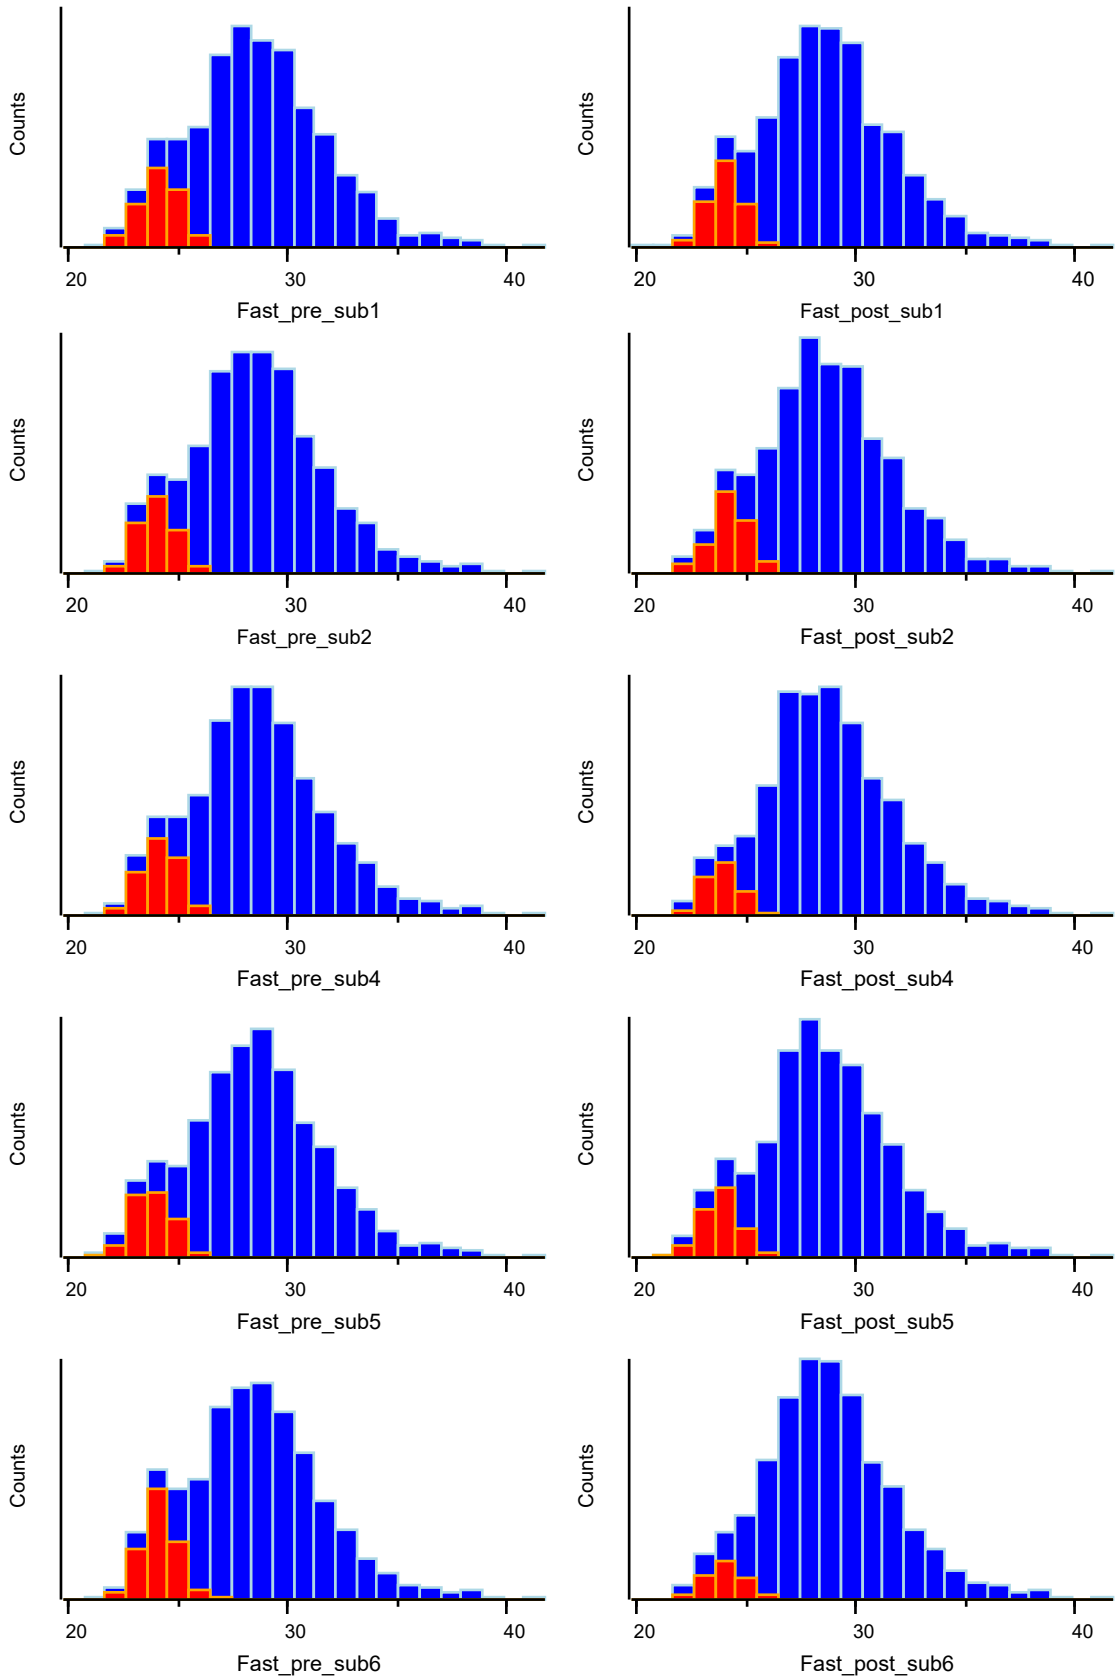 Counts
Counts
20 30 40 20 30 40
Fast_pre_sub1 Fast_post_sub1
Counts
Counts
20 30 40 20 30 40
Fast_pre_sub2 Fast_post_sub2
Counts
Counts
20 30 40 20 30 40
Fast_pre_sub4 Fast_post_sub4
Counts
Counts
20 30 40 20 30 40
Fast_pre_sub5 Fast_post_sub5
Counts
Counts
20 30 40 20 30 40
Fast_pre_sub6 Fast_post_sub6